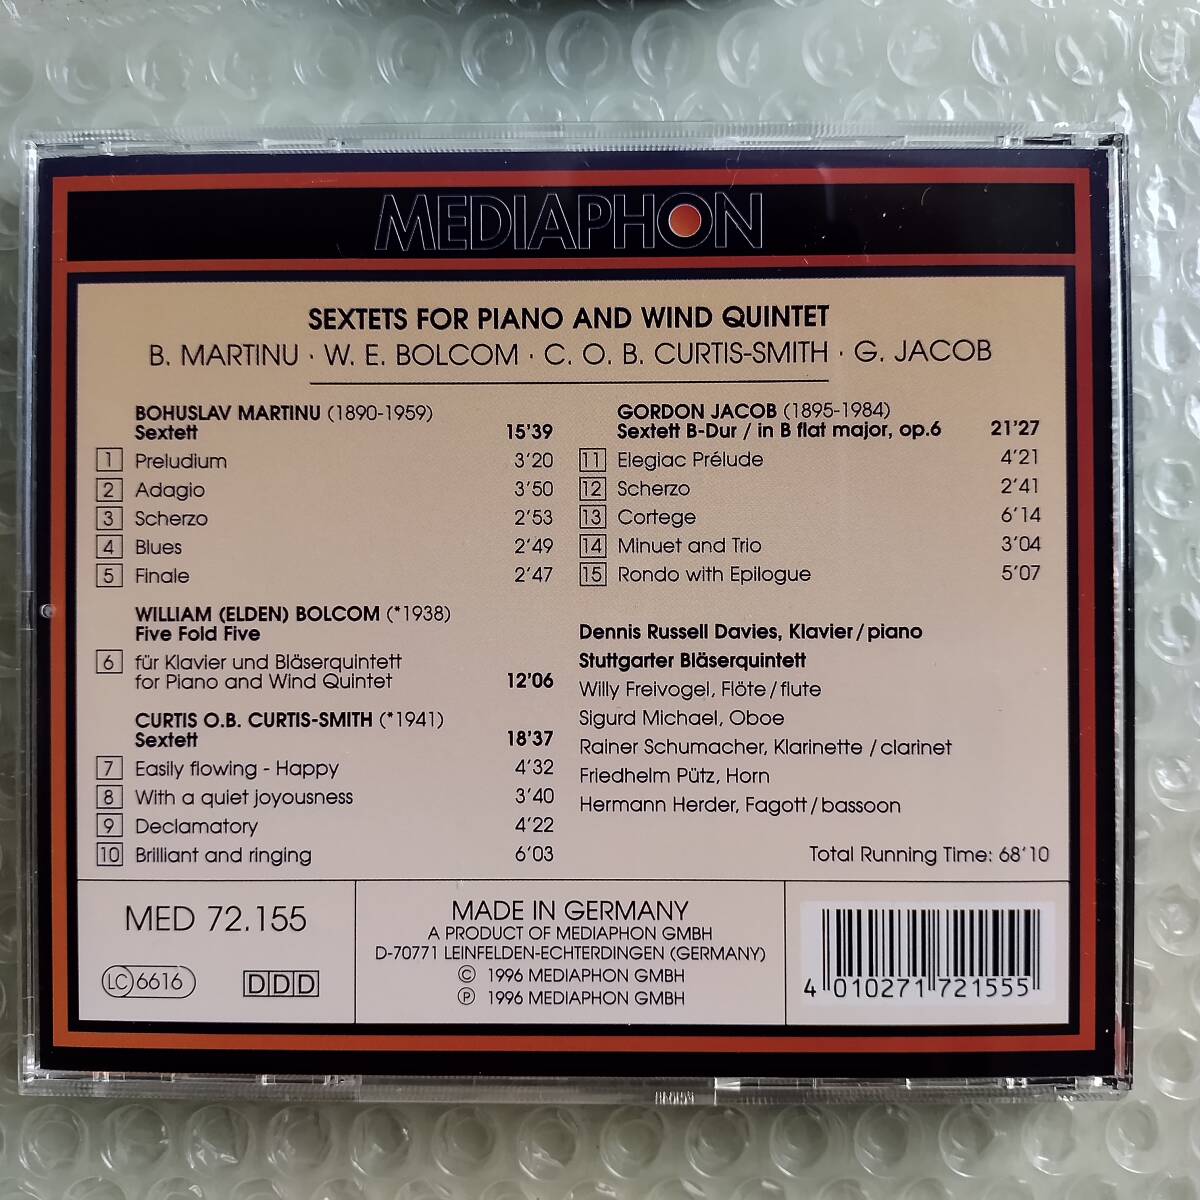 MEDIAPHON
SEXTETS FOR PIANO AND WIND QUINTET
B. MARTINU · W. E. BOLCOM · C. O. B. CURTIS-SMITH · G. JACOB
BOHUSLAV MARTINU (1890-1959)
Sextett 15'39
1 Preludium 3'20
2 Adagio 3'50
3 Scherzo 2'53
4 Blues 2'49
5 Finale 2'47
WILLIAM (ELDEN) BOLCOM (*1938)
Five Fold Five
6 für Klavier und Bläserquintett
for Piano and Wind Quintet 12'06
CURTIS O.B. CURTIS-SMITH (*1941)
Sextett 18'37
7 Easily flowing - Happy 4'32
8 With a quiet joyousness 3'40
9 Declamatory 4'22
10 Brilliant and ringing 6'03
GORDON JACOB (1895-1984)
Sextett B-Dur / in B flat major, op.6 21'27
11 Elegiac Prélude 4'21
12 Scherzo 2'41
13 Cortege 6'14
14 Minuet and Trio 3'04
15 Rondo with Epilogue 5'07
Dennis Russell Davies, Klavier/piano
Stuttgarter Bläserquintett
Willy Freivogel, Flöte/flute
Sigurd Michael, Oboe
Rainer Schumacher, Klarinette/clarinet
Friedhelm Pütz, Horn
Hermann Herder, Fagott/bassoon
Total Running Time: 68'10
MED 72.155
LC 6616
DDD
MADE IN GERMANY
A PRODUCT OF MEDIAPHON GMBH
D-70771 LEINFELDEN-ECHTERDINGEN (GERMANY)
© 1996 MEDIAPHON GMBH
℗ 1996 MEDIAPHON GMBH
4 010271 721555